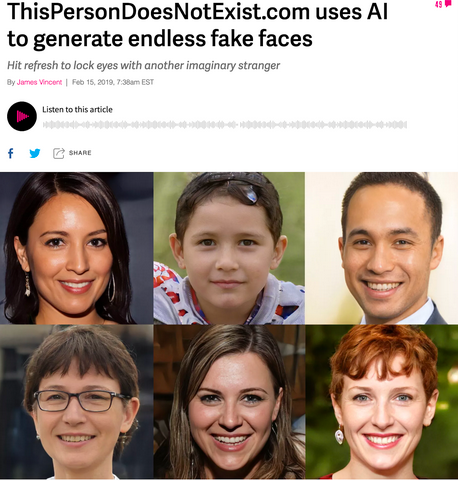 ThisPersonDoesNotExist.com uses AI
to generate endless fake faces
49
Hit refresh to lock eyes with another imaginary stranger
By James Vincent | Feb 15, 2019, 7:38am EST
Listen to this article
SHARE